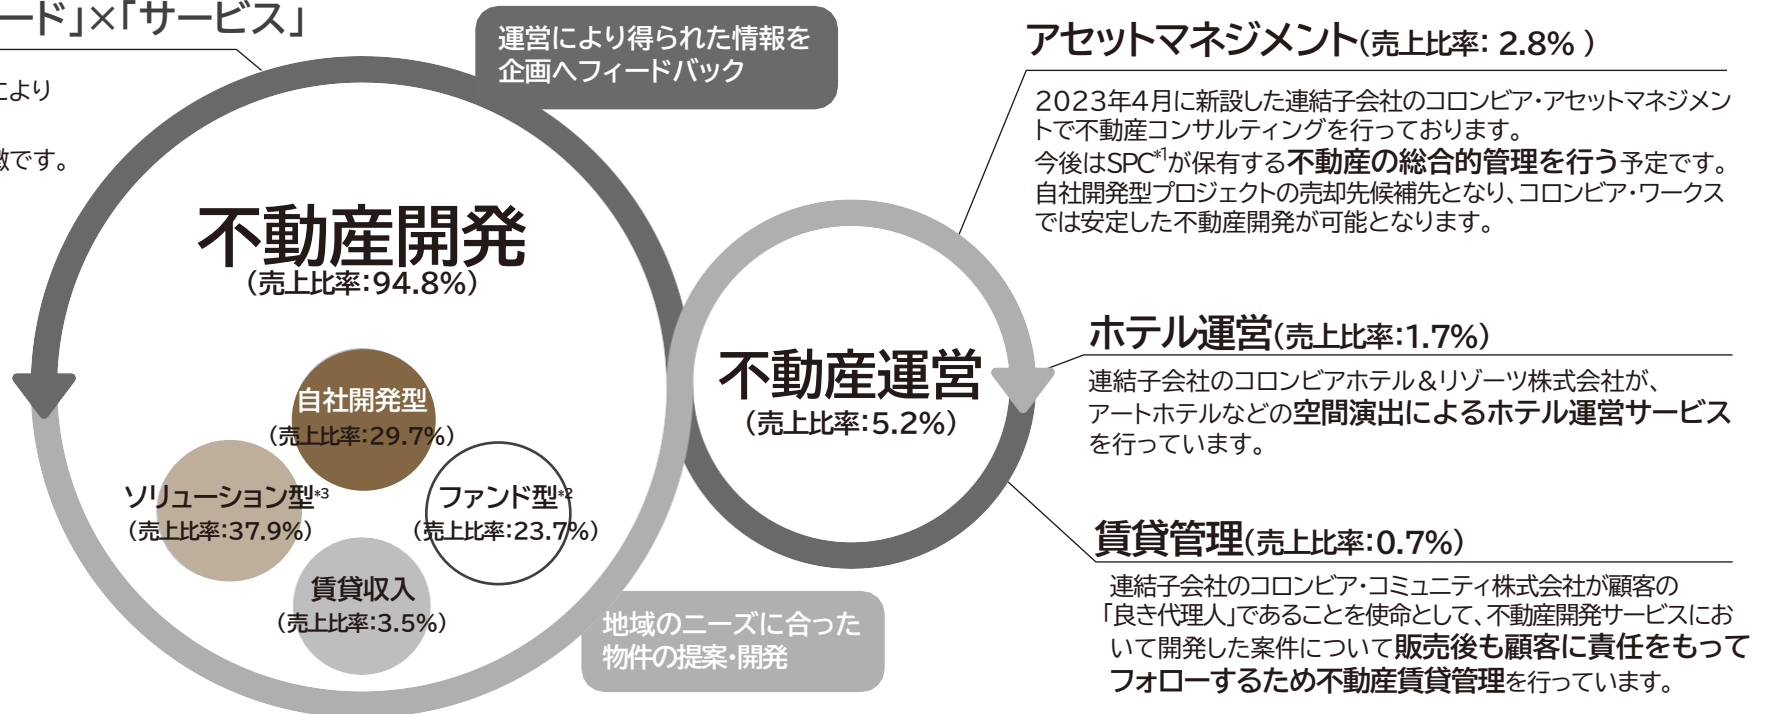 ード」×「サービス」
により
徴です。
運営により得られた情報を
企画へフィードバック
不動産開発
(売上比率:94.8%)
自社開発型
(売上比率:29.7%)
ソリューション型*3
(売上比率:37.9%)
ファンド型*2
(売上比率:23.7%)
賃貸収入
(売上比率:3.5%)
地域のニーズに合った
物件の提案・開発
不動産運営
(売上比率:5.2%)
アセットマネジメント(売上比率: 2.8% )
2023年4月に新設した連結子会社のコロンビア・アセットマネジメン
トで不動産コンサルティングを行っております。
今後はSPC*1が保有する不動産の総合的管理を行う予定です。
自社開発型プロジェクトの売却先候補先となり、コロンビア・ワークス
では安定した不動産開発が可能となります。
ホテル運営(売上比率:1.7%)
連結子会社のコロンビアホテル＆リゾーツ株式会社が、
アートホテルなどの空間演出によるホテル運営サービス
を行っています。
賃貸管理(売上比率:0.7%)
連結子会社のコロンビア・コミュニティ株式会社が顧客の
「良き代理人」であることを使命として、不動産開発サービスにお
いて開発した案件について販売後も顧客に責任をもって
フォローするため不動産賃貸管理を行っています。